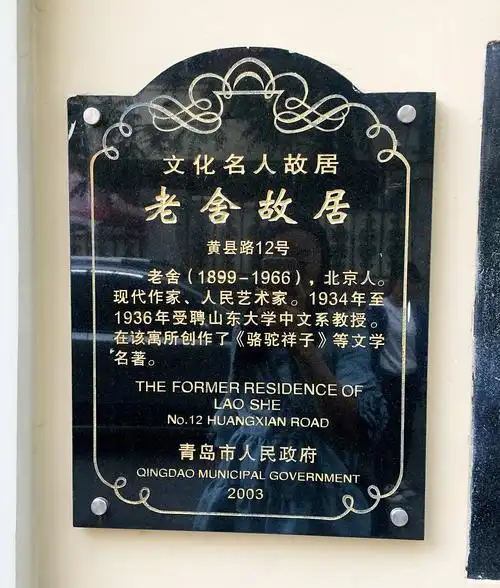 文化名人故居
老舍故居
黄县路12号
老舍（1899-1966），北京人。
现代作家、人民艺术家。1934年至
1936年受聘山东大学中文系教授。
在该寓所创作了《骆驼祥子》等文学
名著。
THE FORMER RESIDENCE OF
LAO SHE
No.12 HUANGXIAN ROAD
青岛市人民政府
QINGDAO MUNICIPAL GOVERNMENT
2003